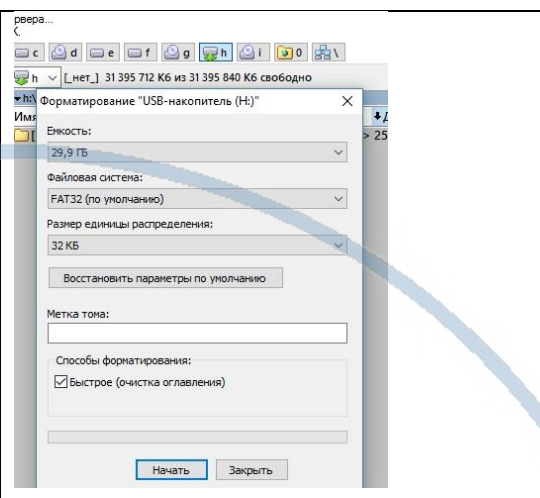 рвера...
c d e f g h i 0 \
h [_нет_] 31 395 712 Кб из 31 395 840 Кб свободно
h:\
Форматирование "USB-накопитель (H:)"
Имя
Емкость:
> 25
29,9 ГБ
Файловая система:
FAT32 (по умолчанию)
Размер единицы распределения:
32 КБ
Восстановить параметры по умолчанию
Метка тома:
Способы форматирования:
Быстрое (очистка оглавления)
Начать Закрыть